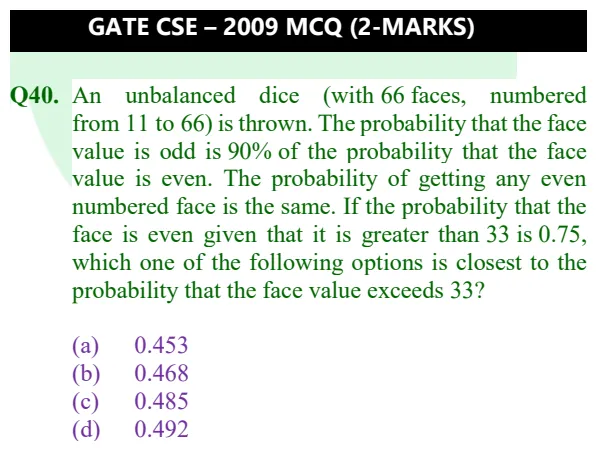 GATE CSE – 2009 MCQ (2-MARKS)
Q40. An unbalanced dice (with 66 faces, numbered
from 11 to 66) is thrown. The probability that the face
value is odd is 90% of the probability that the face
value is even. The probability of getting any even
numbered face is the same. If the probability that the
face is even given that it is greater than 33 is 0.75,
which one of the following options is closest to the
probability that the face value exceeds 33?
(a) 0.453
(b) 0.468
(c) 0.485
(d) 0.492